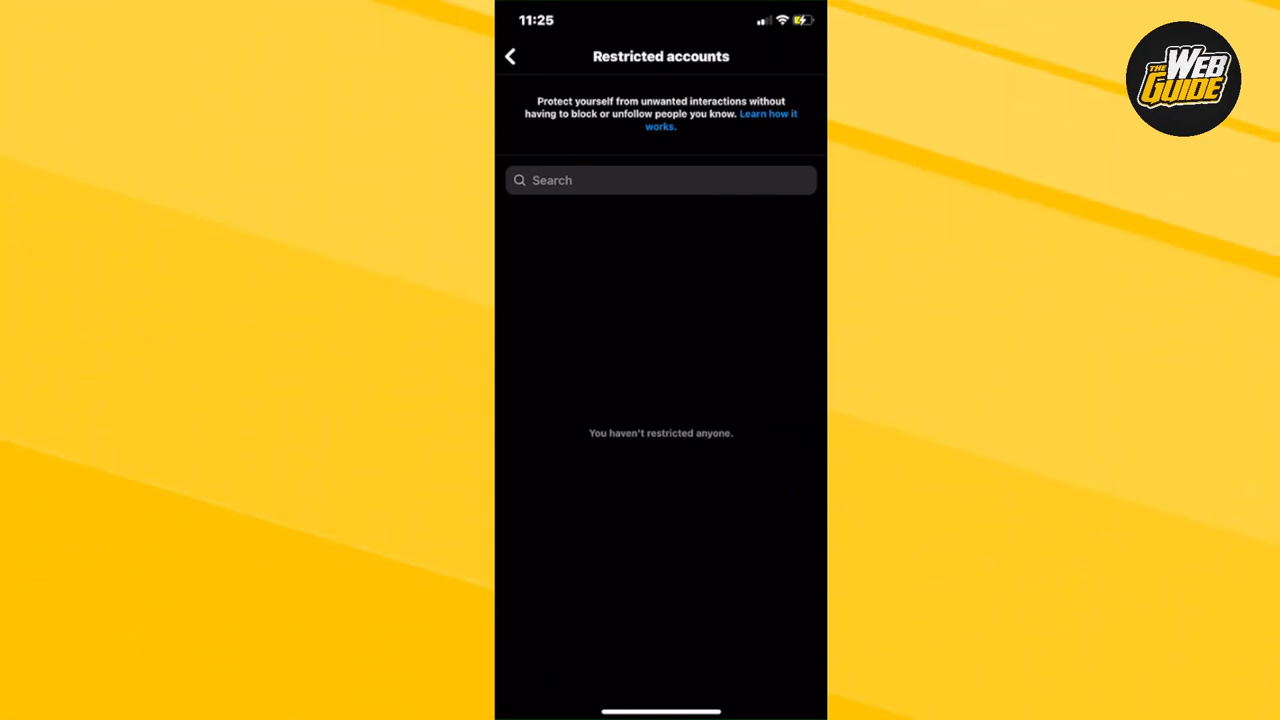 11:25
Restricted accounts
Protect yourself from unwanted interactions without
having to block or unfollow people you know. Learn how it
works.
Search
You haven't restricted anyone.
THE WEB
GUIDE